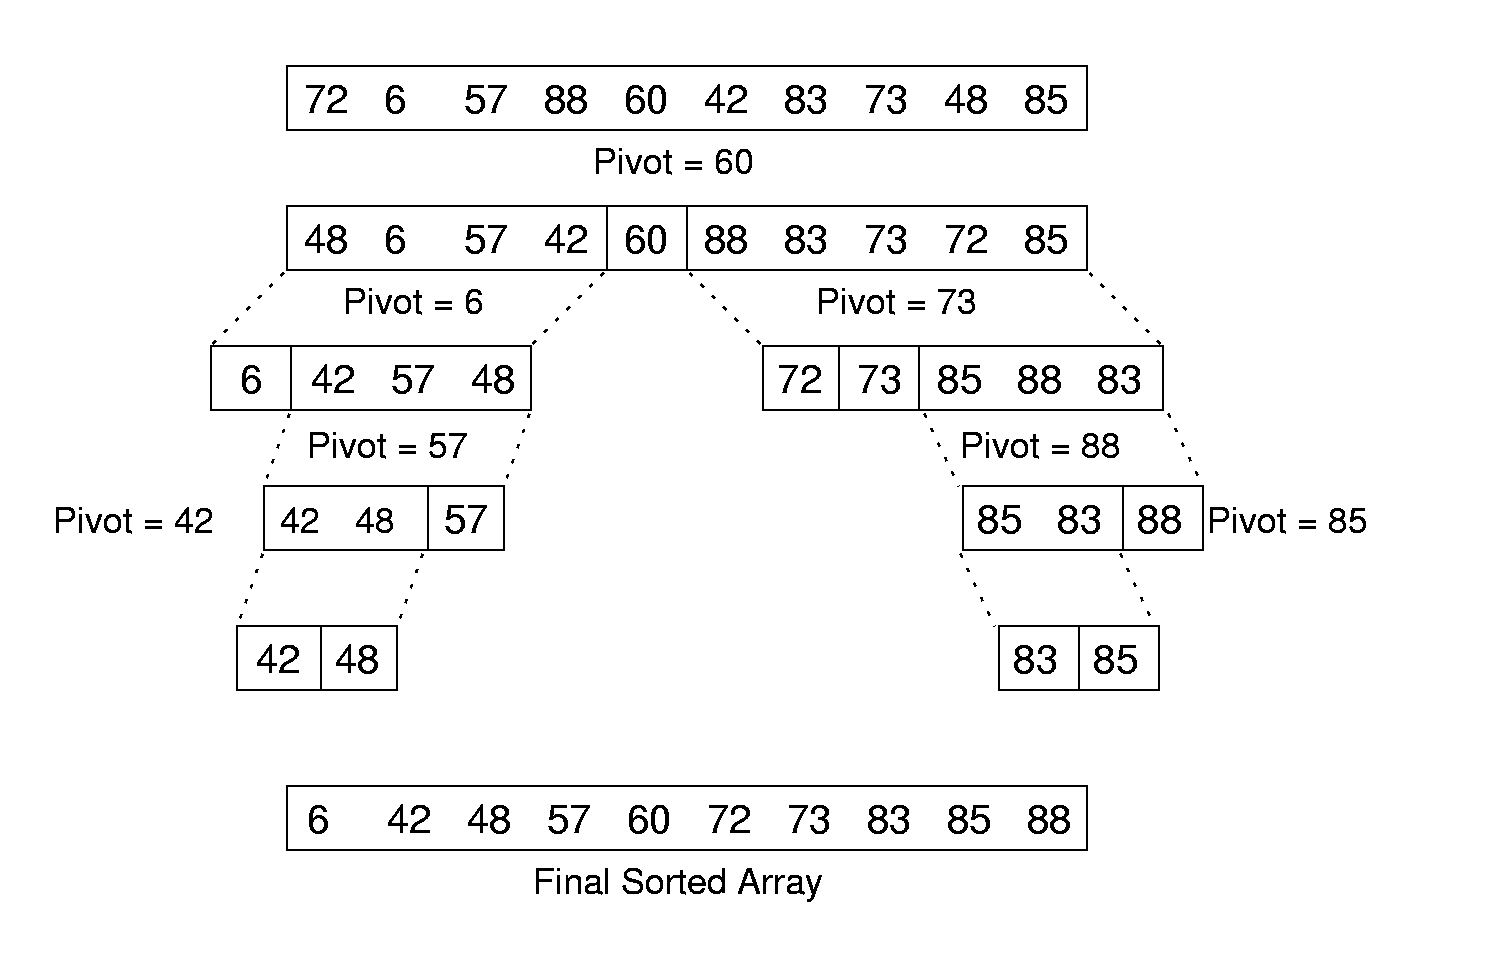 72 6 57 88 60 42 83 73 48 85
Pivot = 60
48 6 57 42 60 88 83 73 72 85
Pivot = 6 Pivot = 73
6 42 57 48 72 73 85 88 83
Pivot = 57 Pivot = 88
Pivot = 42 42 48 57 85 83 88 Pivot = 85
42 48 83 85
6 42 48 57 60 72 73 83 85 88
Final Sorted Array